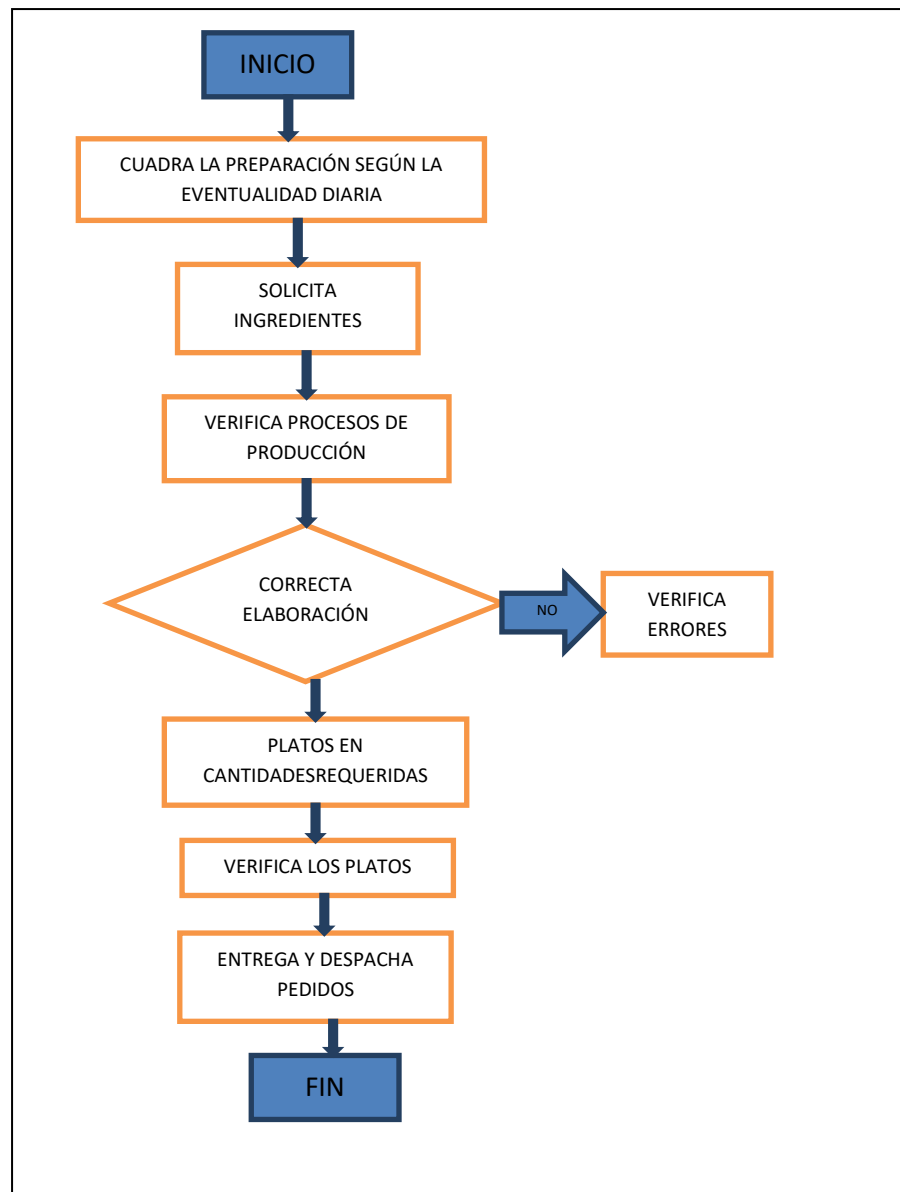 INICIO
CUADRA LA PREPARACIÓN SEGÚN LA
EVENTUALIDAD DIARIA
SOLICITA
INGREDIENTES
VERIFICA PROCESOS DE
PRODUCCIÓN
CORRECTA
ELABORACIÓN
NO
VERIFICA
ERRORES
PLATOS EN
CANTIDADESREQUERIDAS
VERIFICA LOS PLATOS
ENTREGA Y DESPACHA
PEDIDOS
FIN